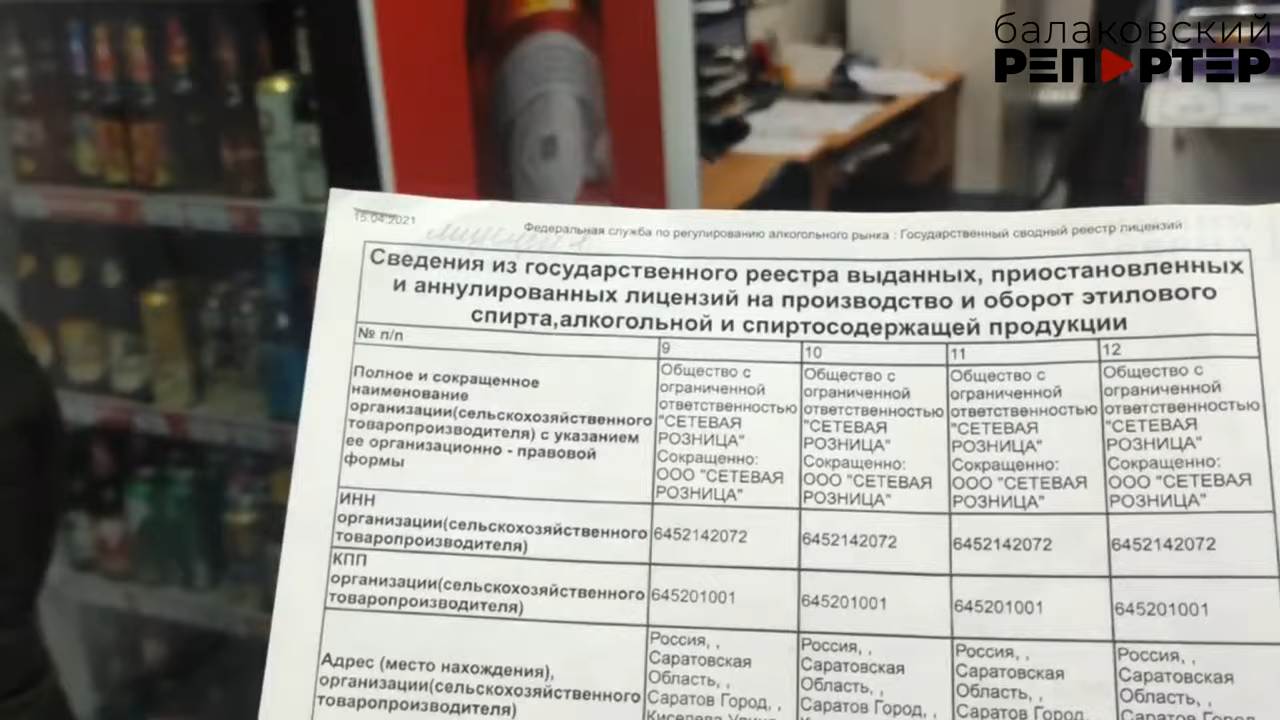 балаковский
РЕПОРТЕР
15.04.2021
Федеральная служба по регулированию алкогольного рынка : Государственный сводный реестр лицензий
Сведения из государственного реестра выданных, приостановленных
и аннулированных лицензий на производство и оборот этилового
спирта,алкогольной и спиртосодержащей продукции
№ п/п
9
10
11
12
Полное и сокращенное
наименование
организации(сельскохозяйственного
товаропроизводителя) с указанием
ее организационно - правовой
формы
Общество с
ограниченной
ответственностью
"СЕТЕВАЯ
РОЗНИЦА"
Сокращенно:
ООО "СЕТЕВАЯ
РОЗНИЦА"
Общество с
ограниченной
ответственностью
"СЕТЕВАЯ
РОЗНИЦА"
Сокращенно:
ООО "СЕТЕВАЯ
РОЗНИЦА"
Общество с
ограниченной
ответственностью
"СЕТЕВАЯ
РОЗНИЦА"
Сокращенно:
ООО "СЕТЕВАЯ
РОЗНИЦА"
Общество с
ограниченной
ответственностью
"СЕТЕВАЯ
РОЗНИЦА"
Сокращенно:
ООО "СЕТЕВАЯ
РОЗНИЦА"
ИНН
организации(сельскохозяйственного
товаропроизводителя)
6452142072
6452142072
6452142072
6452142072
КПП
организации(сельскохозяйственного
товаропроизводителя)
645201001
645201001
645201001
645201001
Адрес (место нахождения),
организации(сельскохозяйственного
товаропроизводителя)
Россия, ,
Саратовская
Область, ,
Саратов Город, ,
Россия, ,
Саратовская
Область, ,
Саратов Город, ,
Россия, ,
Саратовская
Область, ,
Саратов Город, ,
Россия, ,
Саратовская
Область, ,